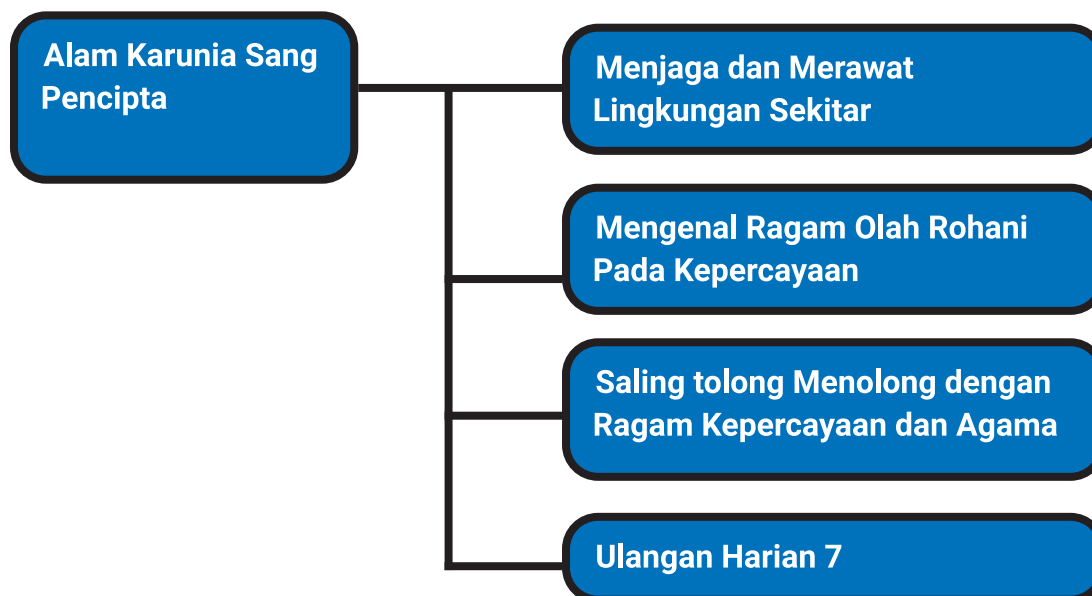 Alam Karunia Sang
Pencipta
Menjaga dan Merawat
Lingkungan Sekitar
Mengenal Ragam Olah Rohani
Pada Kepercayaan
Saling tolong Menolong dengan
Ragam Kepercayaan dan Agama
Ulangan Harian 7